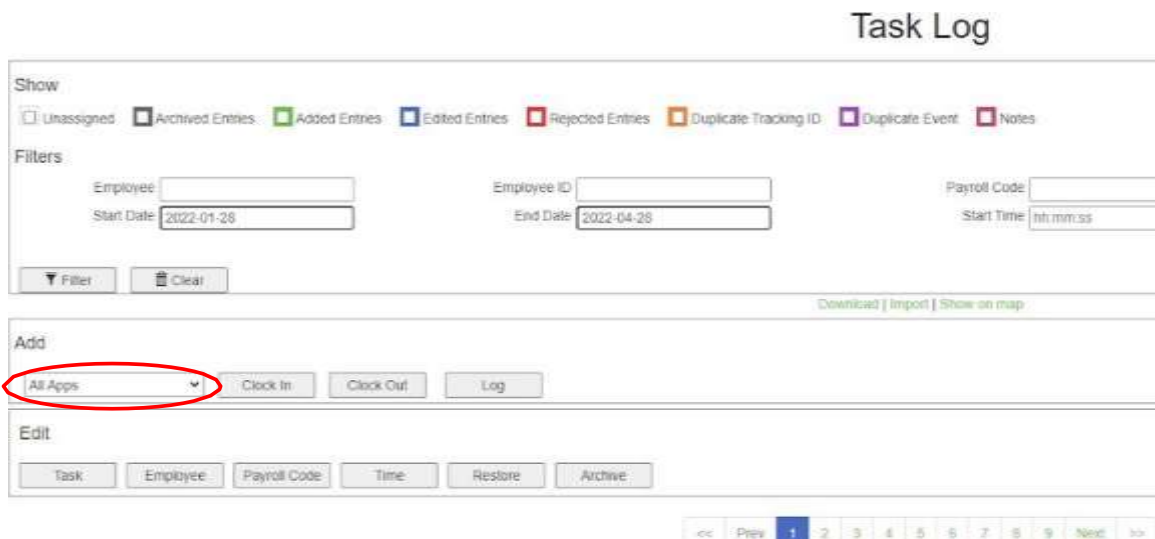 Task Log
Show
Unassigned Archived Entries Added Entries Edited Entries Rejected Entries Duplicate Tracking ID Duplicate Event Notes
Filters
Employee Employee ID Payroll Code
Start Date 2022-01-28 End Date 2022-04-28 Start Time hh:mm:ss
Filter Clear
Download | Import | Show on map
Add
All Apps Clock In Clock Out Log
Edit
Task Employee Payroll Code Time Restore Archive
<< Prev 1 2 3 4 5 6 7 8 9 Next >>